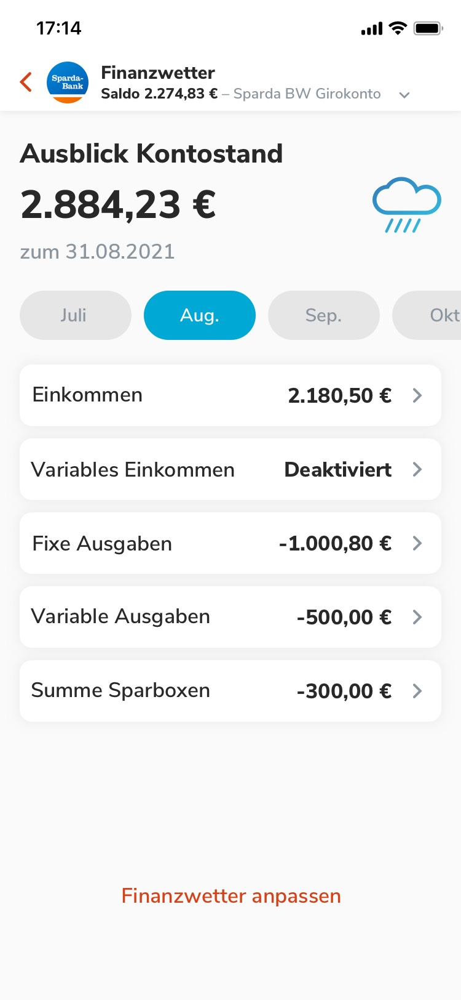 17:14
Sparda-
Bank
Finanzwetter
Saldo 2.274,83 € – Sparda BW Girokonto
Ausblick Kontostand
2.884,23 €
zum 31.08.2021
Juli
Aug.
Sep.
Okt
Einkommen 2.180,50 €
Variables Einkommen Deaktiviert
Fixe Ausgaben -1.000,80 €
Variable Ausgaben -500,00 €
Summe Sparboxen -300,00 €
Finanzwetter anpassen